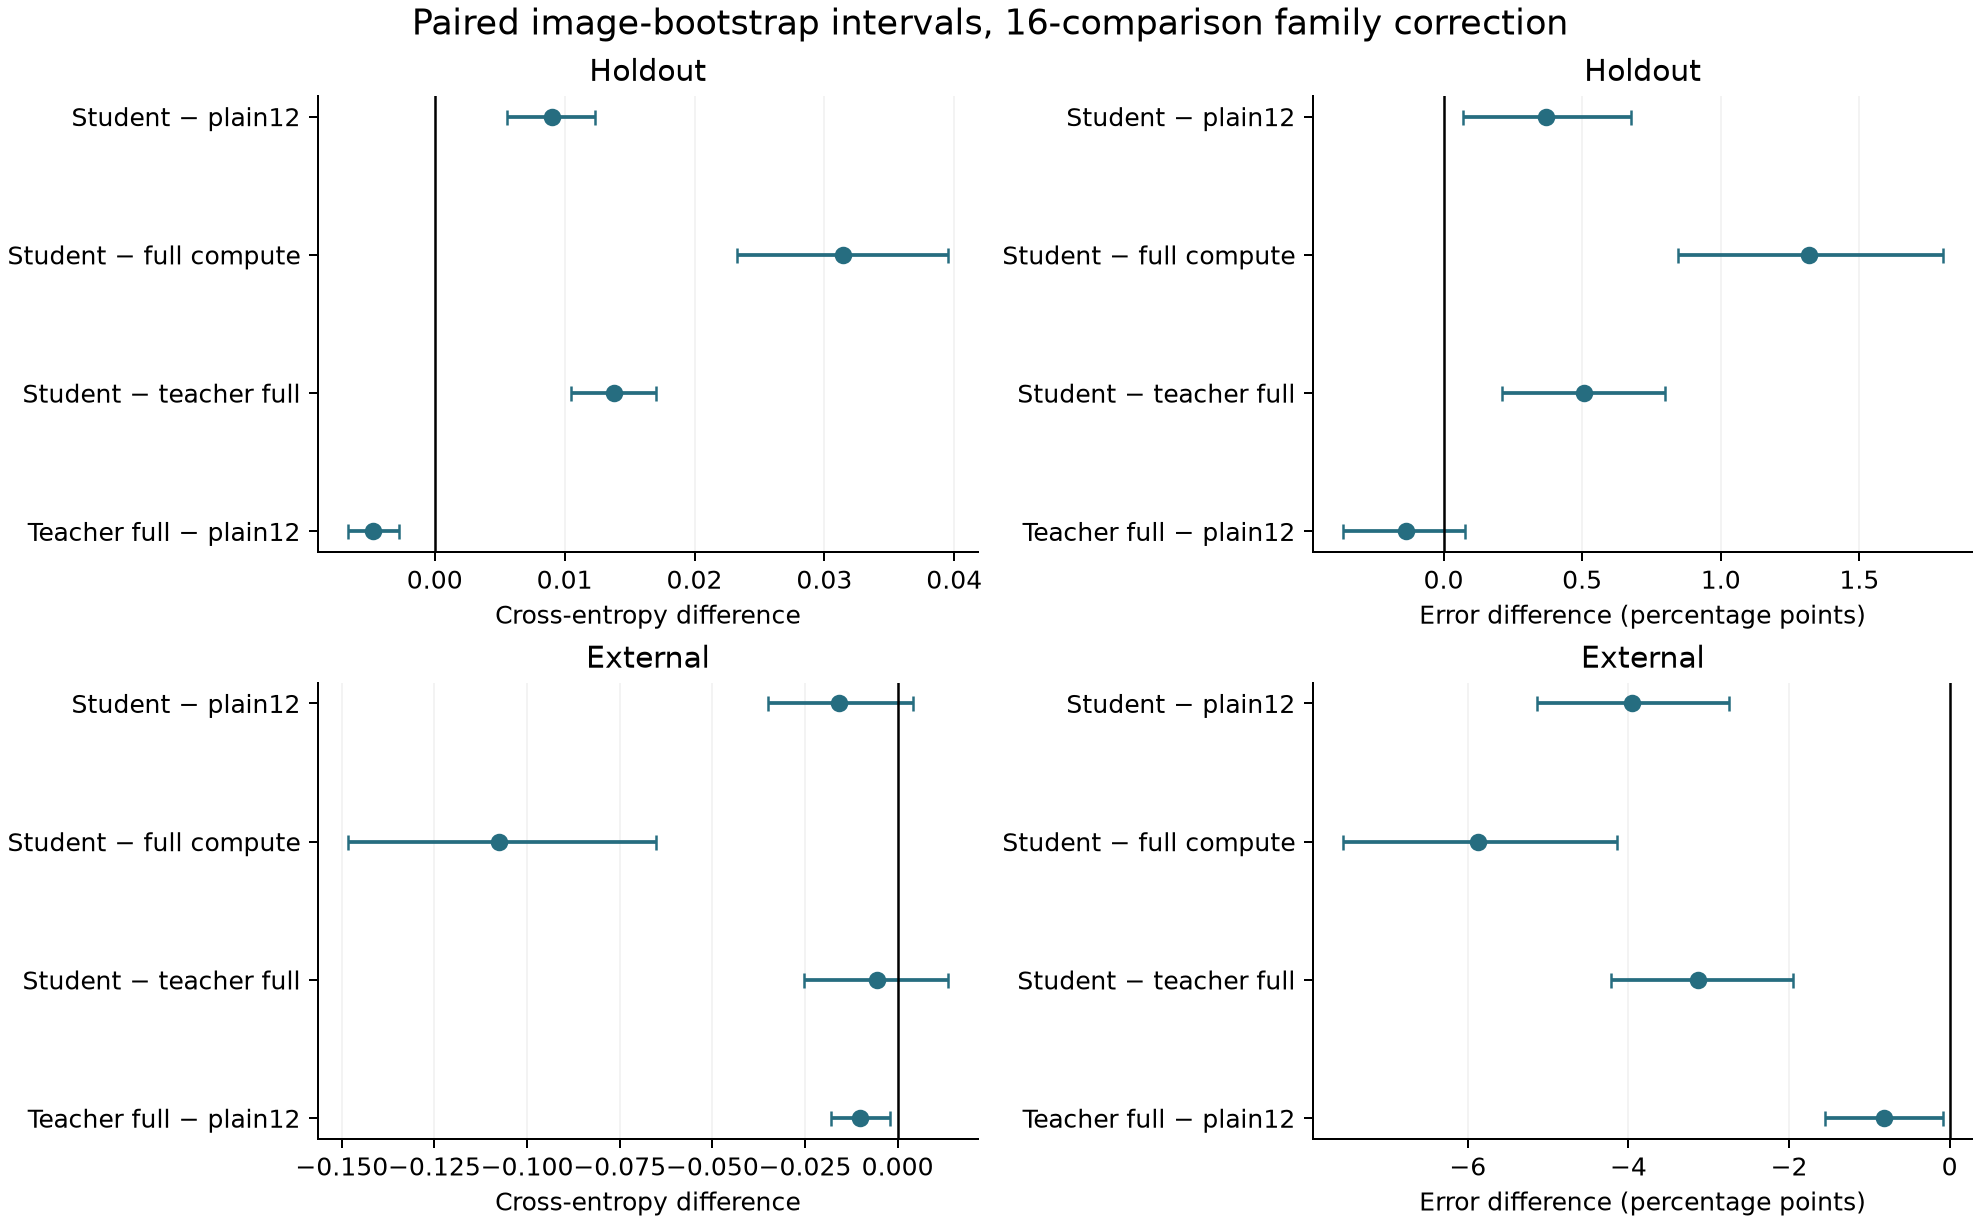 Paired image-bootstrap intervals, 16-comparison family correction
Holdout
Student − plain12
Student − full compute
Student − teacher full
Teacher full − plain12
0.00 0.01 0.02 0.03 0.04
Cross-entropy difference
Holdout
Student − plain12
Student − full compute
Student − teacher full
Teacher full − plain12
0.0 0.5 1.0 1.5
Error difference (percentage points)
External
Student − plain12
Student − full compute
Student − teacher full
Teacher full − plain12
−0.150 −0.125 −0.100 −0.075 −0.050 −0.025 0.000
Cross-entropy difference
External
Student − plain12
Student − full compute
Student − teacher full
Teacher full − plain12
−6 −4 −2 0
Error difference (percentage points)